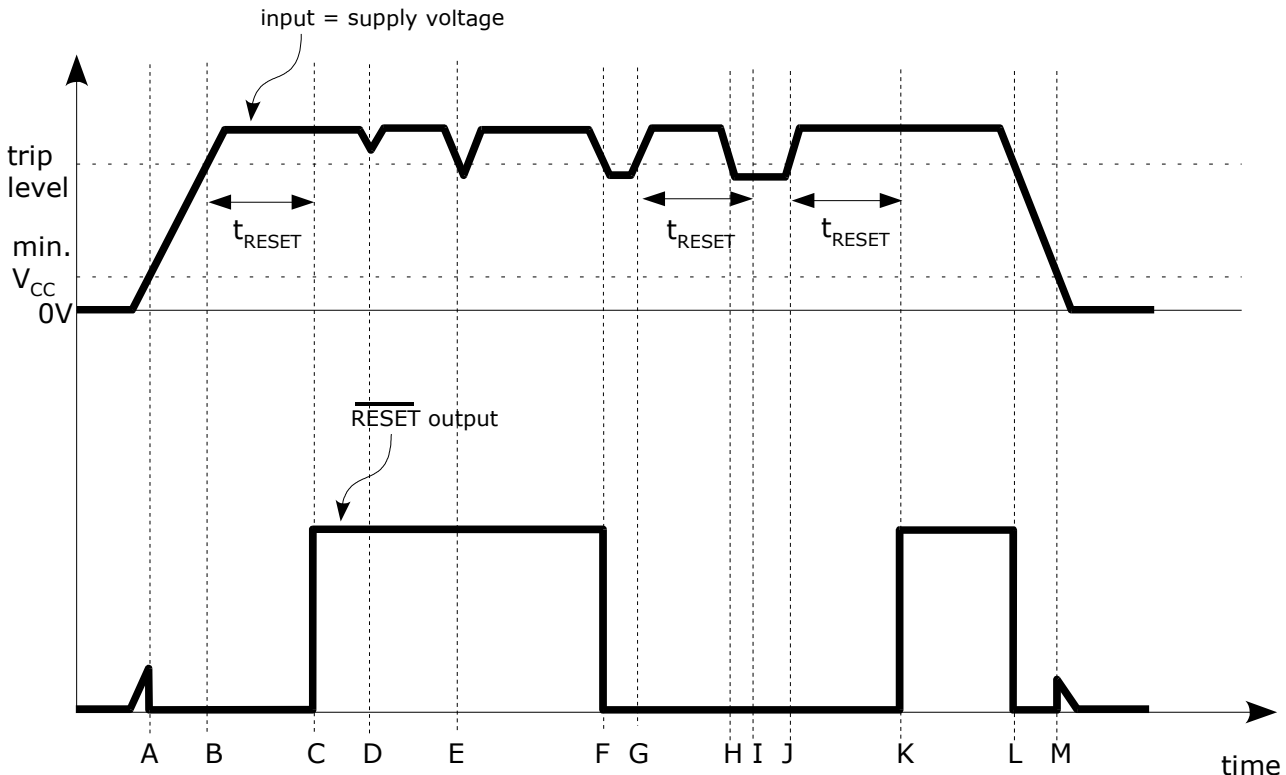 input = supply voltage
trip
level
tRESET
tRESET
tRESET
min.
VCC
0V
RESET output
A B C D E F G H I J K L M
time